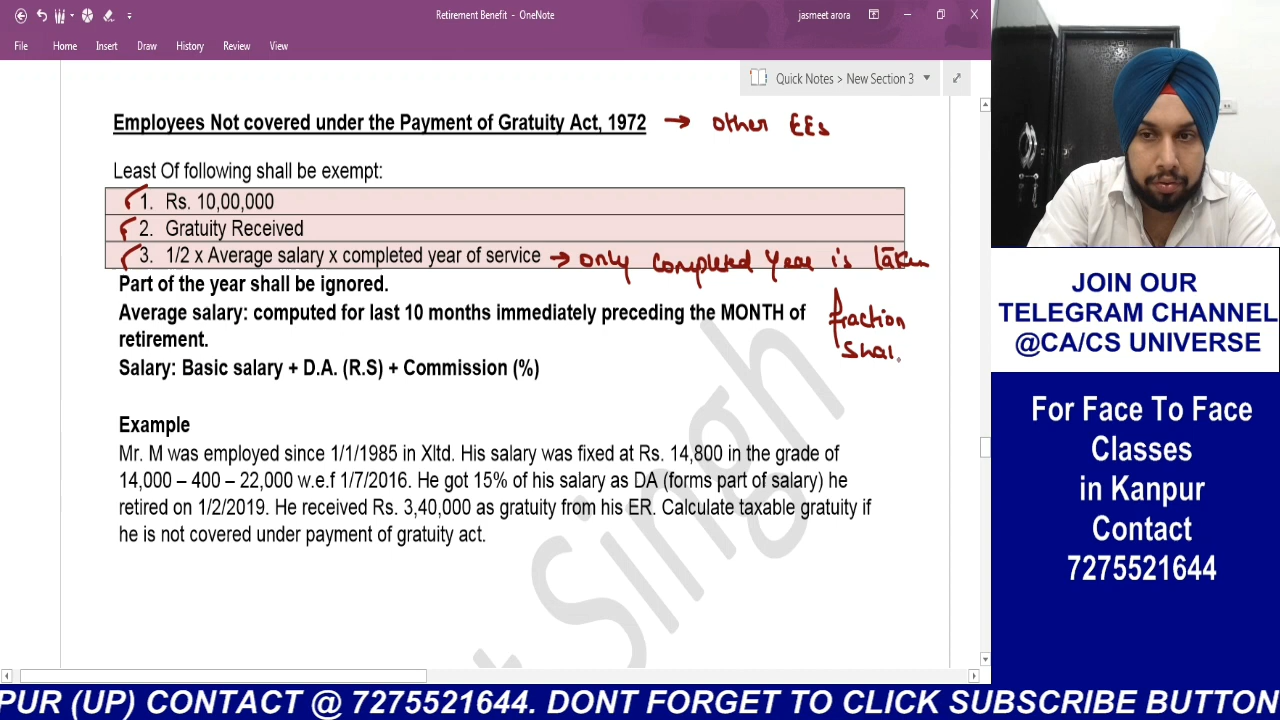 Retirement Benefit - OneNote
jasmeet arora
File Home Insert Draw History Review View
Quick Notes > New Section 3
Employees Not covered under the Payment of Gratuity Act, 1972 → other EEs
Least Of following shall be exempt:
1. Rs. 10,00,000
2. Gratuity Received
3. 1/2 x Average salary x completed year of service → only completed year is taken
Part of the year shall be ignored.
fraction
shal
Average salary: computed for last 10 months immediately preceding the MONTH of
retirement.
Salary: Basic salary + D.A. (R.S) + Commission (%)
Example
Mr. M was employed since 1/1/1985 in Xltd. His salary was fixed at Rs. 14,800 in the grade of
14,000 – 400 – 22,000 w.e.f 1/7/2016. He got 15% of his salary as DA (forms part of salary) he
retired on 1/2/2019. He received Rs. 3,40,000 as gratuity from his ER. Calculate taxable gratuity if
he is not covered under payment of gratuity act.
t Singh
JOIN OUR
TELEGRAM CHANNEL
@CA/CS UNIVERSE
For Face To Face
Classes
in Kanpur
Contact
7275521644
PUR (UP) CONTACT @ 7275521644. DONT FORGET TO CLICK SUBSCRIBE BUTTON